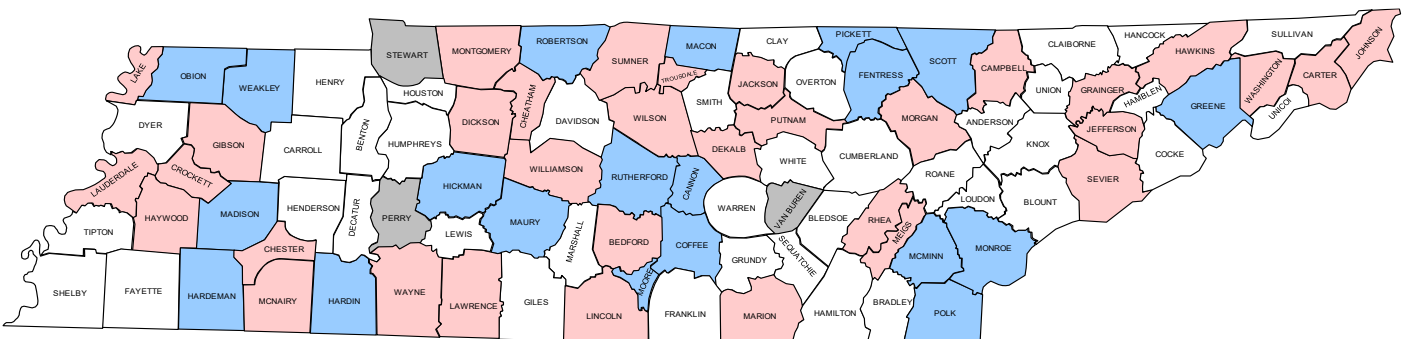 STEWART
MONTGOMERY
ROBERTSON
SUMNER
MACON
CLAY
PICKETT
SCOTT
CAMPBELL
CLAIBORNE
HANCOCK
HAWKINS
SULLIVAN
JOHNSON
LAKE
OBION
WEAKLEY
HENRY
HOUSTON
CHEATHAM
TROUSDALE
JACKSON
OVERTON
FENTRESS
UNION
GRAINGER
HAMBLEN
GREENE
WASHINGTON
UNICOI
CARTER
DYER
GIBSON
CARROLL
BENTON
HUMPHREYS
DICKSON
DAVIDSON
WILSON
SMITH
PUTNAM
MORGAN
ANDERSON
KNOX
JEFFERSON
COCKE
LAUDERDALE
CROCKETT
HICKMAN
WILLIAMSON
RUTHERFORD
CANNON
DEKALB
WHITE
CUMBERLAND
ROANE
LOUDON
BLOUNT
SEVIER
TIPTON
HAYWOOD
MADISON
HENDERSON
DECATUR
PERRY
LEWIS
MAURY
MARSHALL
BEDFORD
COFFEE
WARREN
VAN BUREN
BLEDSOE
RHEA
MEIGS
MCMINN
MONROE
SHELBY
FAYETTE
HARDEMAN
CHESTER
MCNAIRY
HARDIN
WAYNE
LAWRENCE
GILES
LINCOLN
MOORE
FRANKLIN
GRUNDY
SEQUATCHIE
MARION
HAMILTON
BRADLEY
POLK